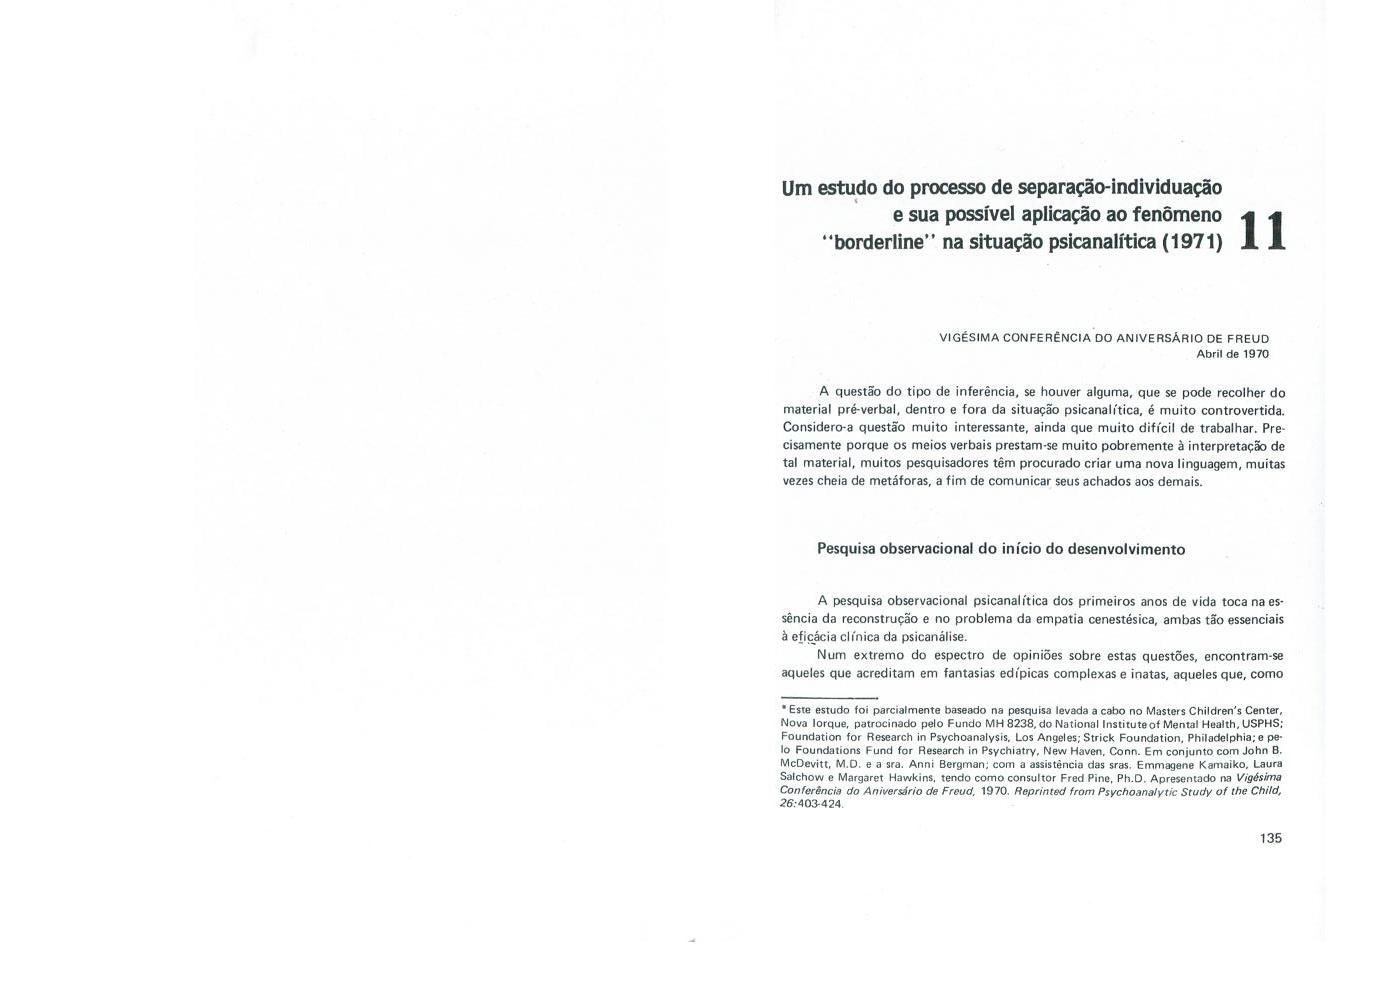 Um estudo do processo de separação-individuação
e sua possível aplicação ao fenômeno
“borderline” na situação psicanalítica (1971)
11
VIGÉSIMA CONFERÊNCIA DO ANIVERSÁRIO DE FREUD
Abril de 1970
A questão do tipo de inferência, se houver alguma, que se pode recolher do
material pré-verbal, dentro e fora da situação psicanalítica, é muito controvertida.
Considero-a questão muito interessante, ainda que muito difícil de trabalhar. Pre-
cisamente porque os meios verbais prestam-se muito pobremente à interpretação de
tal material, muitos pesquisadores têm procurado criar uma nova linguagem, muitas
vezes cheia de metáforas, a fim de comunicar seus achados aos demais.
Pesquisa observacional do início do desenvolvimento
A pesquisa observacional psicanalítica dos primeiros anos de vida toca na es-
sência da reconstrução e no problema da empatia cenestésica, ambas tão essenciais
à eficácia clínica da psicanálise.
Num extremo do espectro de opiniões sobre estas questões, encontram-se
aqueles que acreditam em fantasias edípicas complexas e inatas, aqueles que, como
*Este estudo foi parcialmente baseado na pesquisa levada a cabo no Masters Children's Center,
Nova Iorque, patrocinado pelo Fundo MH 8238, do National Institute of Mental Health, USPHS;
Foundation for Research in Psychoanalysis, Los Angeles; Strick Foundation, Philadelphia; e pe-
lo Foundations Fund for Research in Psychiatry, New Haven, Conn. Em conjunto com John B.
McDevitt, M.D. e a sra. Anni Bergman; com a assistência das sras. Emmagene Kamaiko, Laura
Salchow e Margaret Hawkins, tendo como consultor Fred Pine, Ph.D. Apresentado na Vigésima
Conferência do Aniversário de Freud, 1970. Reprinted from Psychoanalytic Study of the Child,
26:403-424.
135